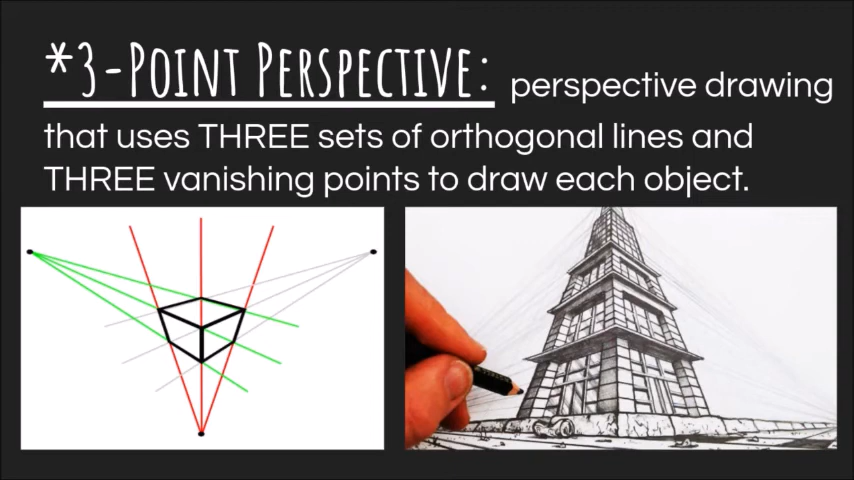 *3-Point Perspective: perspective drawing
that uses THREE sets of orthogonal lines and
THREE vanishing points to draw each object.